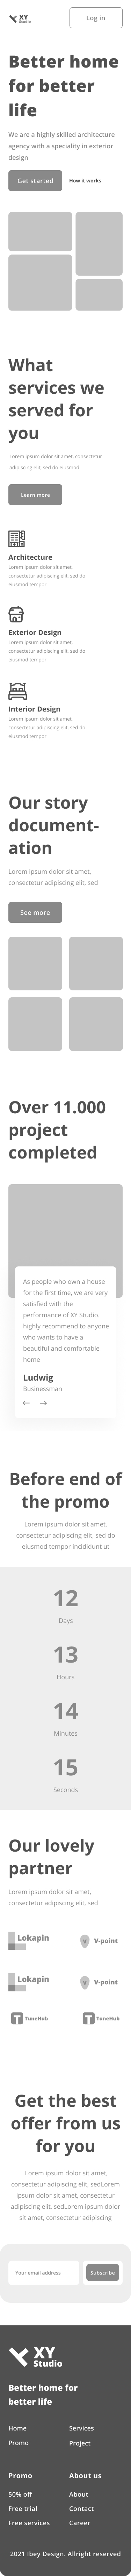 XY
Studio
Log in
Better home
for better
life
We are a highly skilled architecture
agency with a speciality in exterior
design
Get started
How it works
What
services we
served for
you
Lorem ipsum dolor sit amet, consectetur
adipiscing elit, sed do eiusmod
Learn more
Architecture
Lorem ipsum dolor sit amet,
consectetur adipiscing elit, sed do
eiusmod tempor
Exterior Design
Lorem ipsum dolor sit amet,
consectetur adipiscing elit, sed do
eiusmod tempor
Interior Design
Lorem ipsum dolor sit amet,
consectetur adipiscing elit, sed do
eiusmod tempor
Our story
document-
ation
Lorem ipsum dolor sit amet,
consectetur adipiscing elit, sed
See more
Over 11.000
project
completed
As people who own a house
for the first time, we are very
satisfied with the
performance of XY Studio.
highly recommend to anyone
who wants to have a
beautiful and comfortable
home
Ludwig
Businessman
Before end of
the promo
Lorem ipsum dolor sit amet,
consectetur adipiscing elit, sed do
eiusmod tempor incididunt ut
12
Days
13
Hours
14
Minutes
15
Seconds
Our lovely
partner
Lorem ipsum dolor sit amet,
consectetur adipiscing elit, sed
Lokapin
V-point
Lokapin
V-point
TuneHub
TuneHub
Get the best
offer from us
for you
Lorem ipsum dolor sit amet,
consectetur adipiscing elit, sedLorem
ipsum dolor sit amet, consectetur
adipiscing elit, sedLorem ipsum dolor
sit amet, consectetur adipiscing
Your email address
Subscribe
XY
Studio
Better home for
better life
Home
Services
Promo
Project
Promo
About us
50% off
About
Free trial
Contact
Free services
Career
2021 Ibey Design. Allright reserved